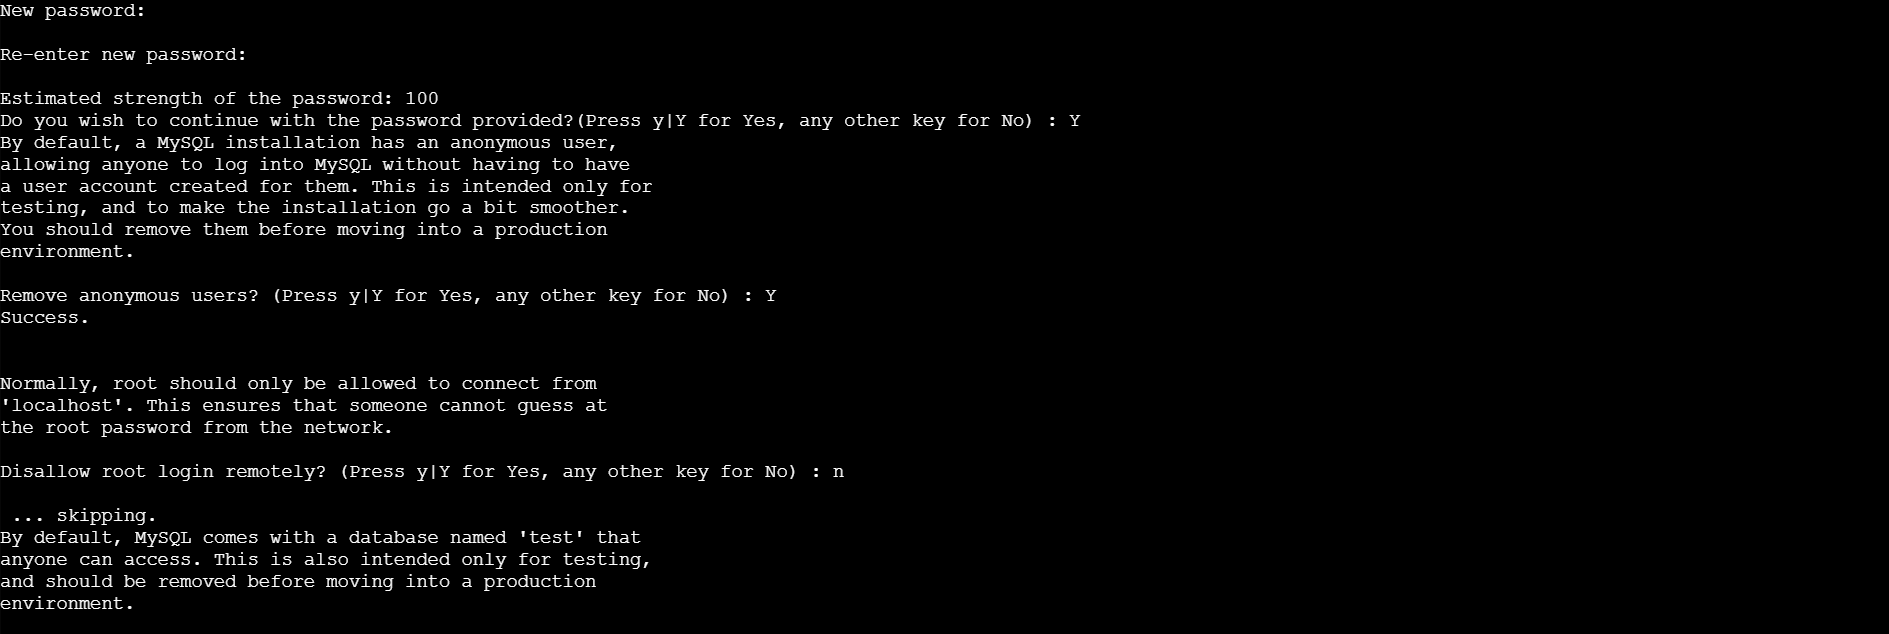 New password:
Re-enter new password:
Estimated strength of the password: 100
Do you wish to continue with the password provided?(Press y|Y for Yes, any other key for No) : Y
By default, a MySQL installation has an anonymous user,
allowing anyone to log into MySQL without having to have
a user account created for them. This is intended only for
testing, and to make the installation go a bit smoother.
You should remove them before moving into a production
environment.
Remove anonymous users? (Press y|Y for Yes, any other key for No) : Y
Success.
Normally, root should only be allowed to connect from
'localhost'. This ensures that someone cannot guess at
the root password from the network.
Disallow root login remotely? (Press y|Y for Yes, any other key for No) : n
... skipping.
By default, MySQL comes with a database named 'test' that
anyone can access. This is also intended only for testing,
and should be removed before moving into a production
environment.